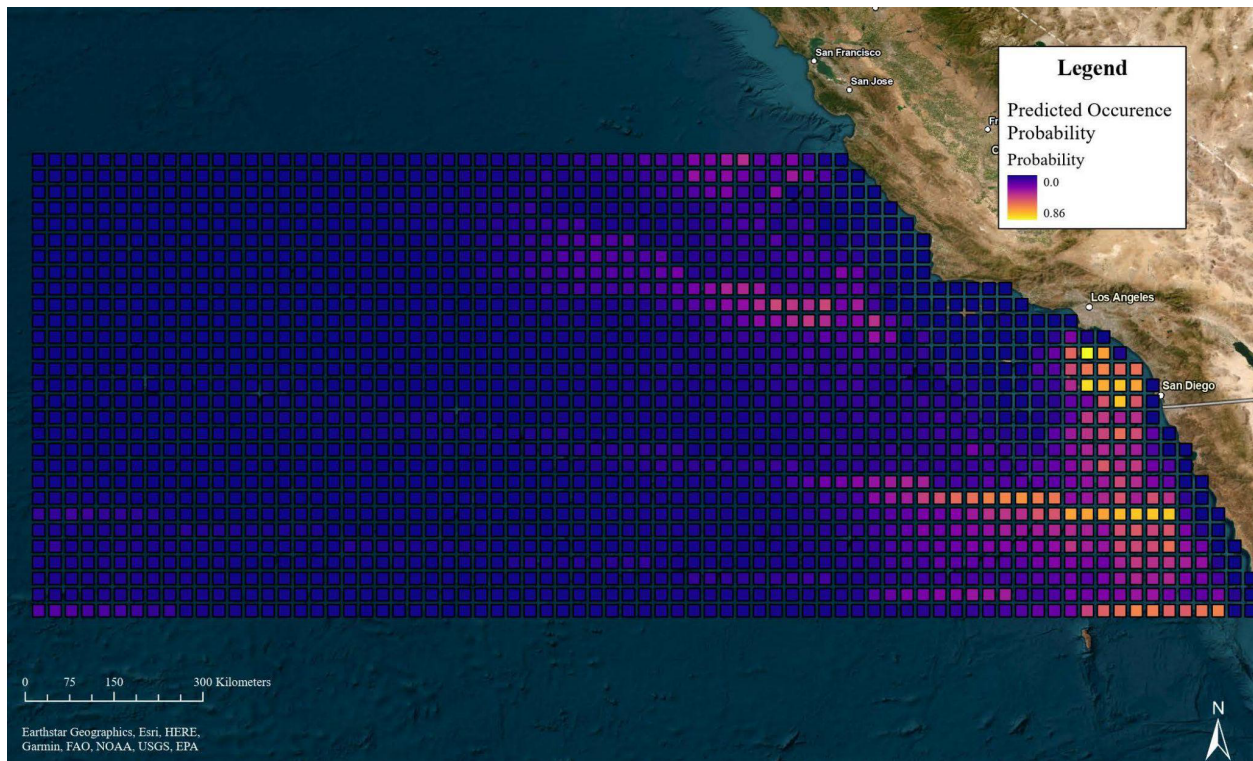 San Francisco
San Jose
Legend
Predicted Occurence
Probability
Probability
0.0
0.86
Los Angeles
San Diego
0 75 150 300 Kilometers
Earthstar Geographics, Esri, HERE,
Garmin, FAO, NOAA, USGS, EPA
N